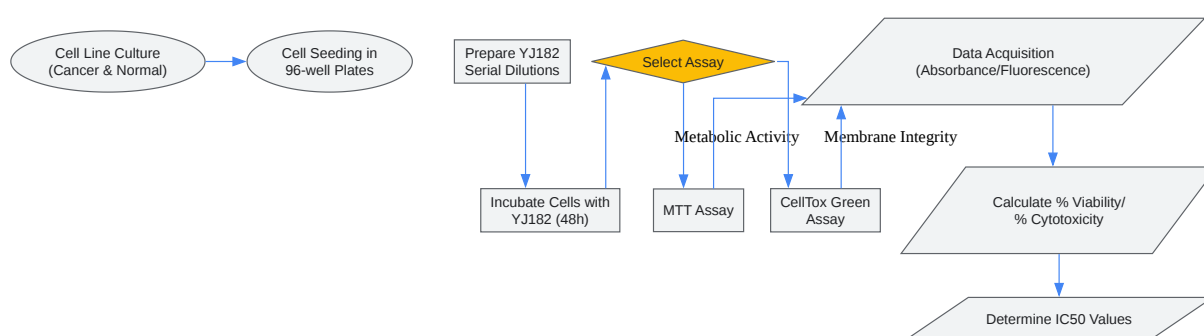 Cell Line Culture
(Cancer & Normal)
Cell Seeding in
96-well Plates
Prepare YJ182
Serial Dilutions
Incubate Cells with
YJ182 (48h)
Select Assay
Metabolic Activity
Membrane Integrity
MTT Assay
CellTox Green
Assay
Data Acquisition
(Absorbance/Fluorescence)
Calculate % Viability/
% Cytotoxicity
Determine IC50 Values